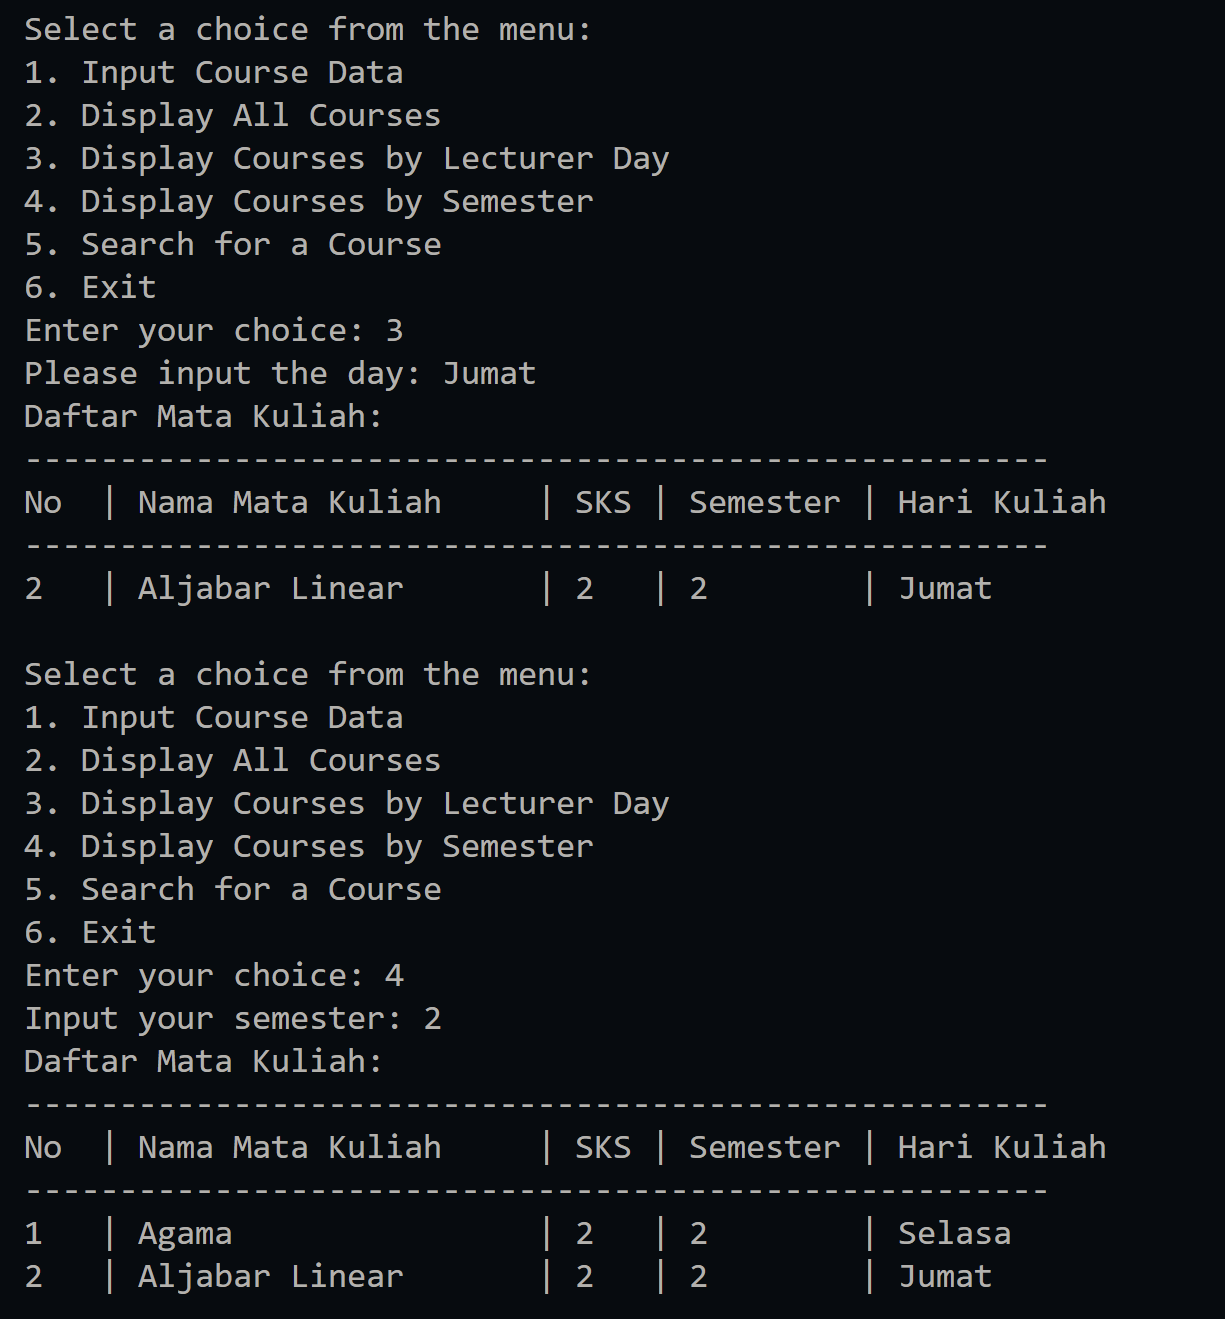 Select a choice from the menu:
1. Input Course Data
2. Display All Courses
3. Display Courses by Lecturer Day
4. Display Courses by Semester
5. Search for a Course
6. Exit
Enter your choice: 3
Please input the day: Jumat
Daftar Mata Kuliah:
------------------------------------------------------
No  | Nama Mata Kuliah     | SKS | Semester | Hari Kuliah
------------------------------------------------------
2   | Aljabar Linear       | 2   | 2        | Jumat

Select a choice from the menu:
1. Input Course Data
2. Display All Courses
3. Display Courses by Lecturer Day
4. Display Courses by Semester
5. Search for a Course
6. Exit
Enter your choice: 4
Input your semester: 2
Daftar Mata Kuliah:
------------------------------------------------------
No  | Nama Mata Kuliah     | SKS | Semester | Hari Kuliah
------------------------------------------------------
1   | Agama                | 2   | 2        | Selasa
2   | Aljabar Linear       | 2   | 2        | Jumat